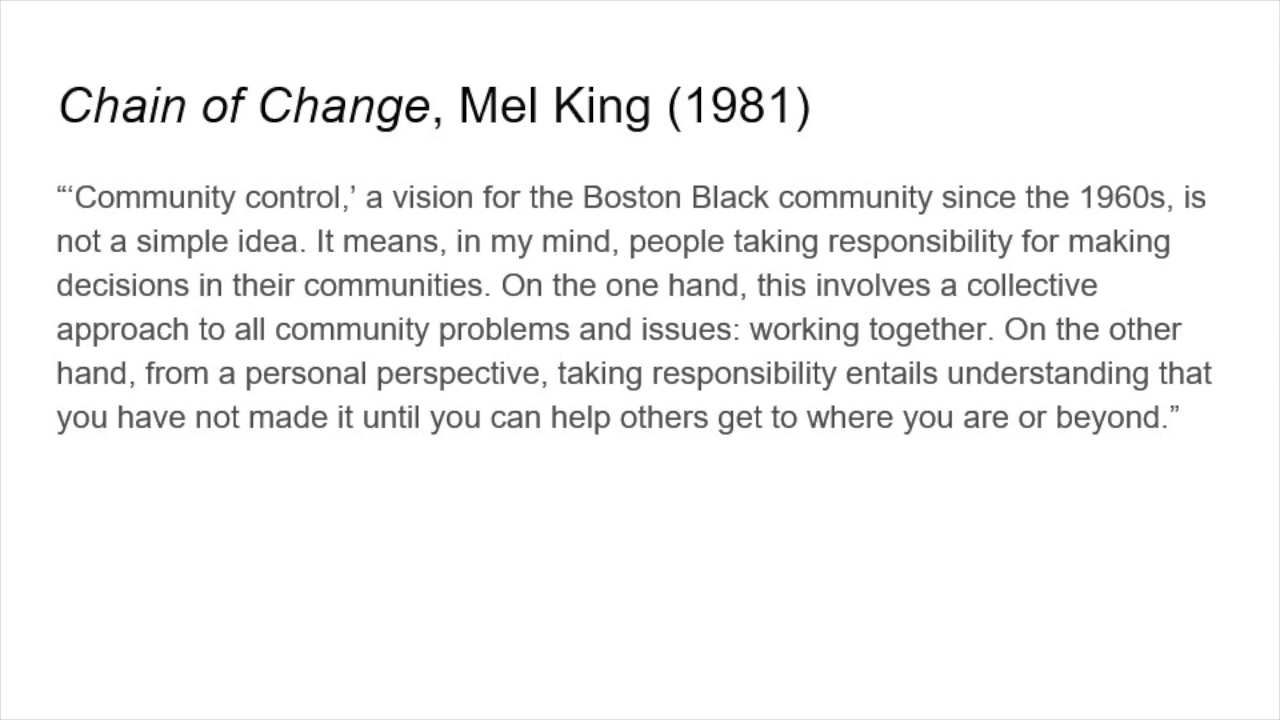 Chain of Change, Mel King (1981)
“‘Community control,’ a vision for the Boston Black community since the 1960s, is
not a simple idea. It means, in my mind, people taking responsibility for making
decisions in their communities. On the one hand, this involves a collective
approach to all community problems and issues: working together. On the other
hand, from a personal perspective, taking responsibility entails understanding that
you have not made it until you can help others get to where you are or beyond.”